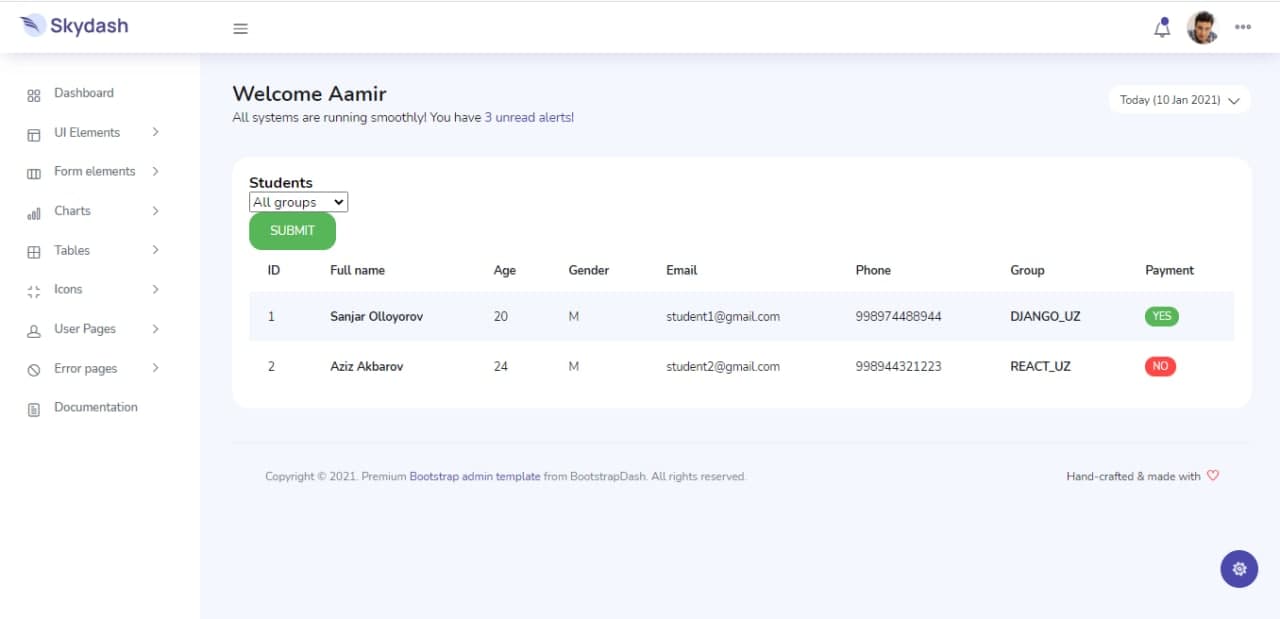 Skydash
Dashboard
UI Elements
Form elements
Charts
Tables
Icons
User Pages
Error pages
Documentation
Welcome Aamir
All systems are running smoothly! You have 3 unread alerts!
Today (10 Jan 2021)
Students
All groups
SUBMIT
ID Full name Age Gender Email Phone Group Payment
1 Sanjar Olloyorov 20 M student1@gmail.com 998974488944 DJANGO_UZ YES
2 Aziz Akbarov 24 M student2@gmail.com 998944321223 REACT_UZ NO
Copyright © 2021. Premium Bootstrap admin template from BootstrapDash. All rights reserved.
Hand-crafted & made with